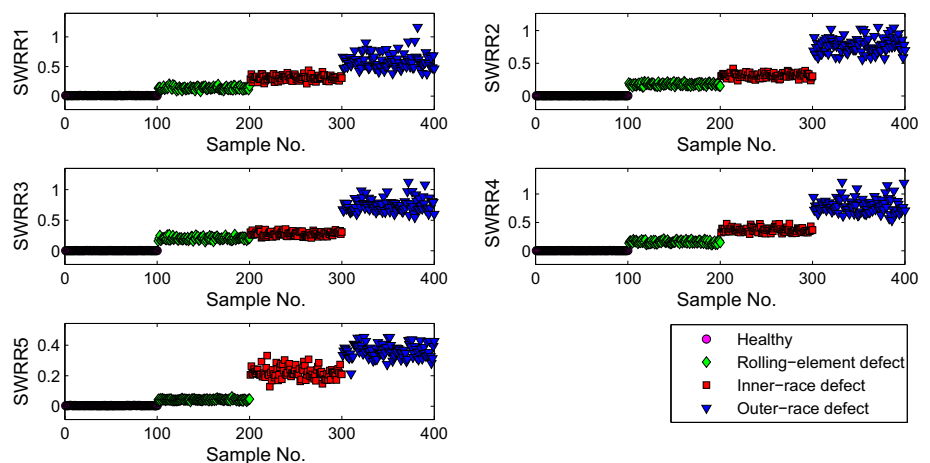 SWRR1
1
0.5
0
0 100 200 300 400
Sample No.
SWRR2
1
0.5
0
0 100 200 300 400
Sample No.
SWRR3
1
0.5
0
0 100 200 300 400
Sample No.
SWRR4
1
0.5
0
0 100 200 300 400
Sample No.
SWRR5
0.4
0.2
0
0 100 200 300 400
Sample No.
Healthy
Rolling−element defect
Inner−race defect
Outer−race defect